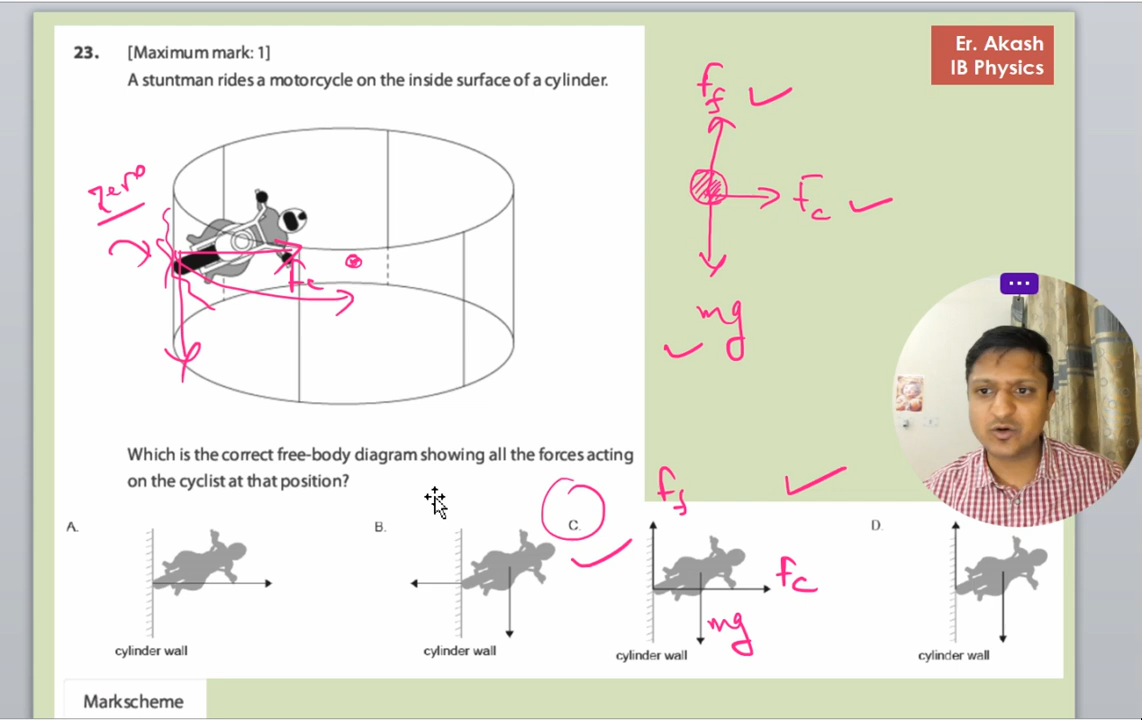 23. [Maximum mark: 1]
A stuntman rides a motorcycle on the inside surface of a cylinder.
Er. Akash
IB Physics
zero
Fc
Ff
Fc
mg
Which is the correct free-body diagram showing all the forces acting
on the cyclist at that position?
A.
B.
C.
D.
Ff
Fc
mg
cylinder wall
cylinder wall
cylinder wall
cylinder wall
Markscheme